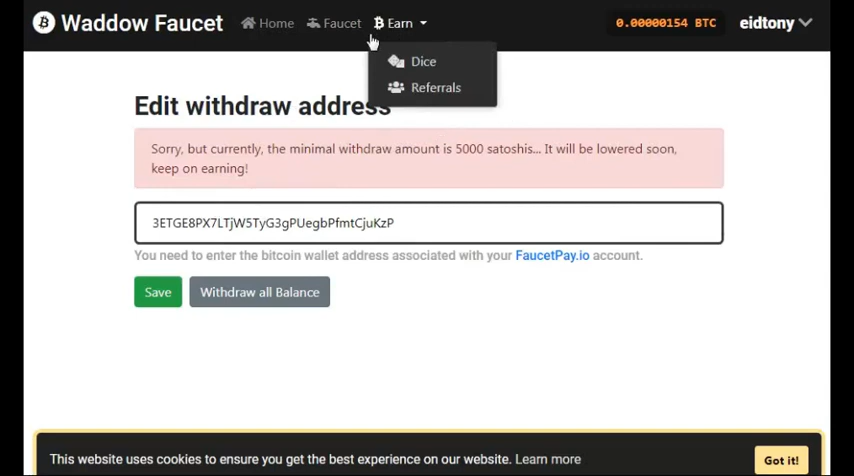 Waddow Faucet Home Faucet Earn 0.00000154 BTC eidtony
Dice
Referrals
Edit withdraw address
Sorry, but currently, the minimal withdraw amount is 5000 satoshis... It will be lowered soon,
keep on earning!
3ETGE8PX7LTjW5TyG3gPUegbPfmtCjuKzP
You need to enter the bitcoin wallet address associated with your FaucetPay.io account.
Save Withdraw all Balance
This website uses cookies to ensure you get the best experience on our website. Learn more Got it!